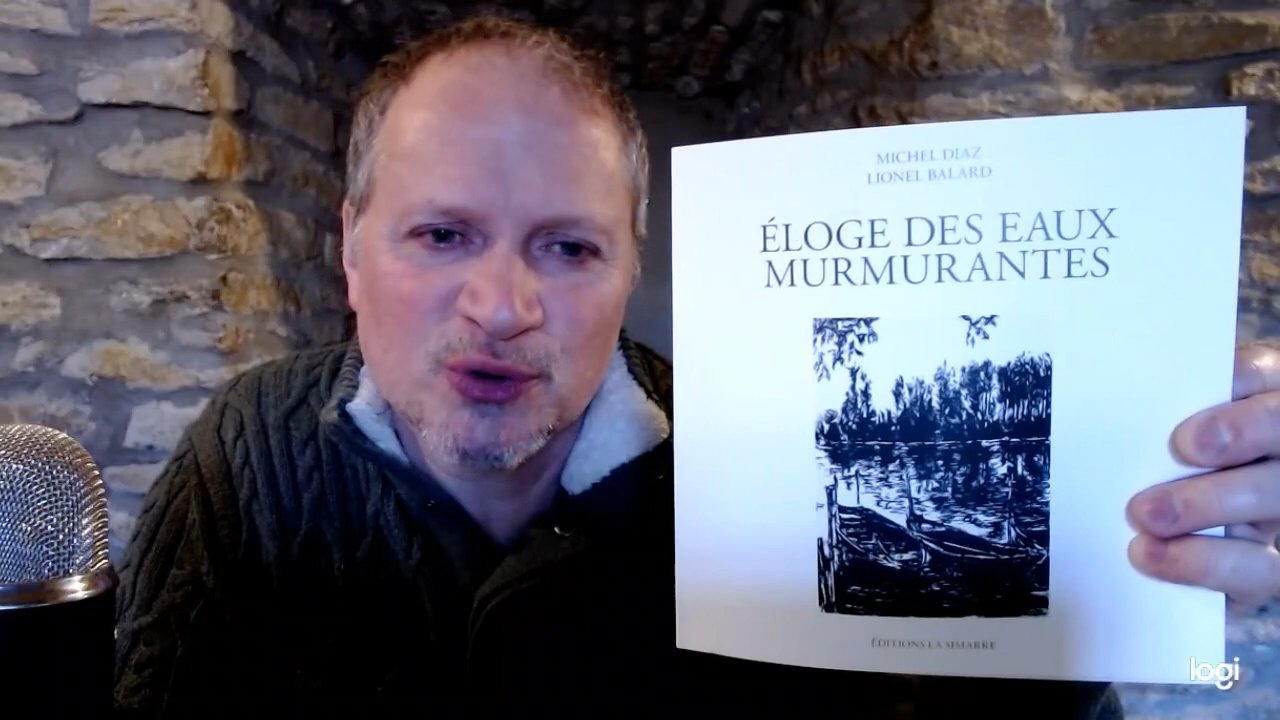 MICHEL DIAZ
LIONEL BALARD
ÉLOGE DES EAUX
MURMURANTES
ÉDITIONS LA SIMARRE
logi